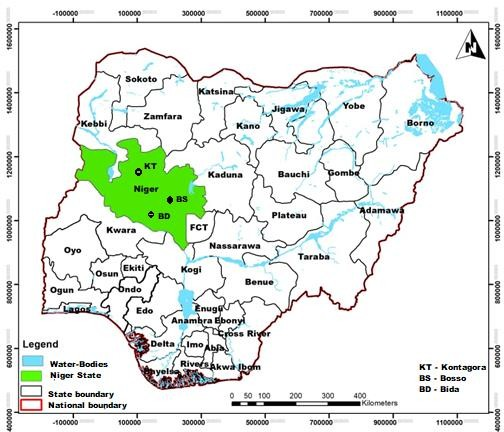 -100000 100000 300000 500000 700000 900000 1100000
1600000
1400000
1200000
1000000
800000
600000
400000
N
Sokoto
Katsina
Zamfara
Kebbi
Kano
Jigawa
Yobe
Borno
KT
Niger
BS
BD
Kaduna
Bauchi
Gombe
Adamawa
Plateau
FCT
Kwara
Nassarawa
Taraba
Oyo
Ekiti
Kogi
Osun
Benue
Ogun
Ondo
Lagos
Edo
Enugu
Anambra Ebonyi
Cross River
Delta
Imo
Abia
Rivers
Akwa Ibom
Bayelsa
Legend
Water-Bodies
Niger State
State boundary
National boundary
KT - Kontagora
BS - Bosso
BD - Bida
0 50 100 200 300 400
Kilometers
-100000 100000 300000 500000 700000 900000 1100000